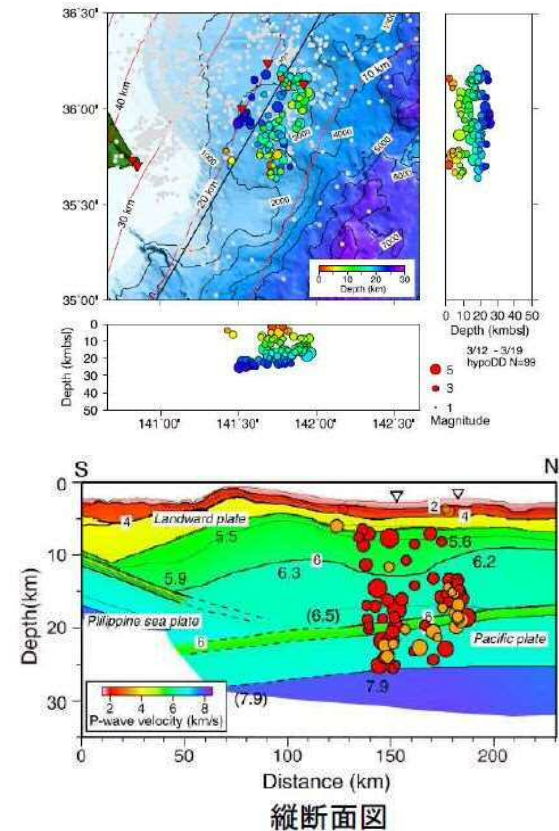 36˚30'
36˚00'
35˚30'
35˚00'
40 km
30 km
20 km
10 km
1000
1000
2000
2000
4000
5000
6000
7000
0 10 20 30
Depth (km)
0 10 20 30 40 50
Depth (kmbsl)
3/12 - 3/19
hypoDD N=99
5
3
1
Magnitude
0
10
20
30
40
50
Depth (kmbsl)
141˚00' 141˚30' 142˚00' 142˚30'
S N
0
10
20
30
Depth(km)
Landward plate
Philippine sea plate
Pacific plate
2
4
4
5.5
5.6
5.9
6
6.2
6.3
(6.5)
6
6
7.9
(7.9)
2 4 6 8
P-wave velocity (km/s)
0 50 100 150 200
Distance (km)
縦断面図